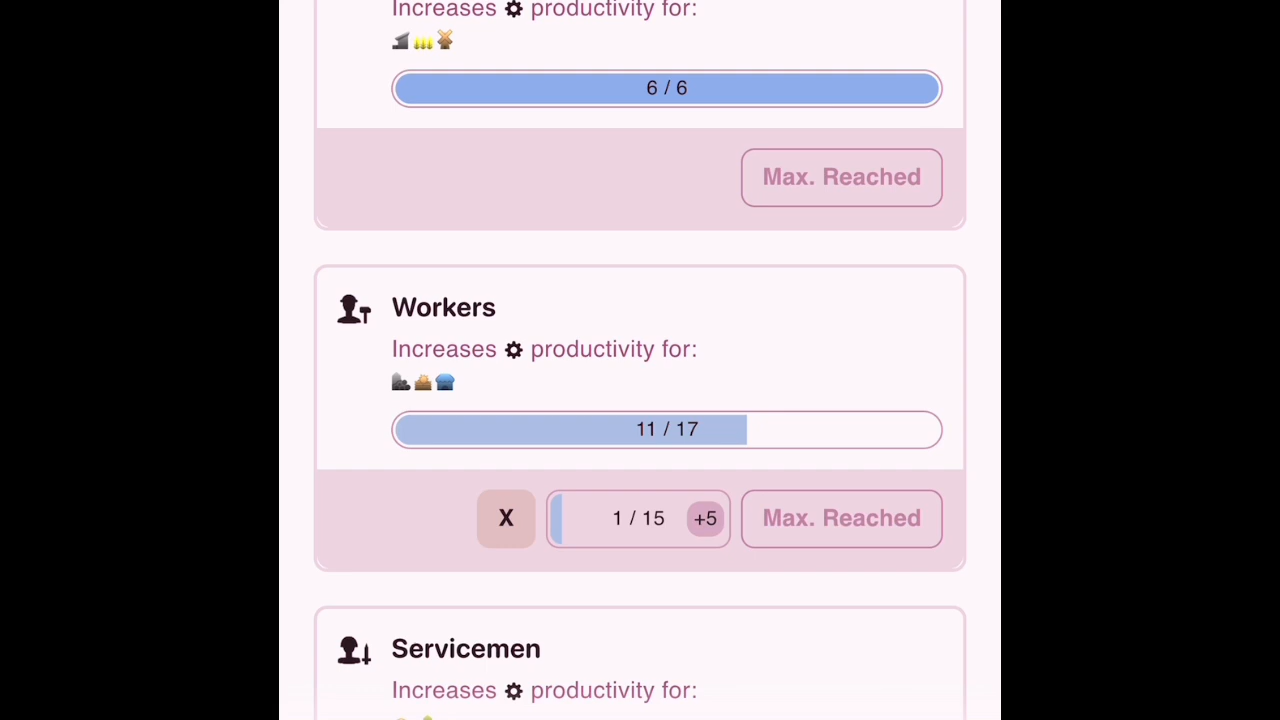 Increases productivity for:
6 / 6
Max. Reached
Workers
Increases productivity for:
11 / 17
X 1 / 15 +5 Max. Reached
Servicemen
Increases productivity for: